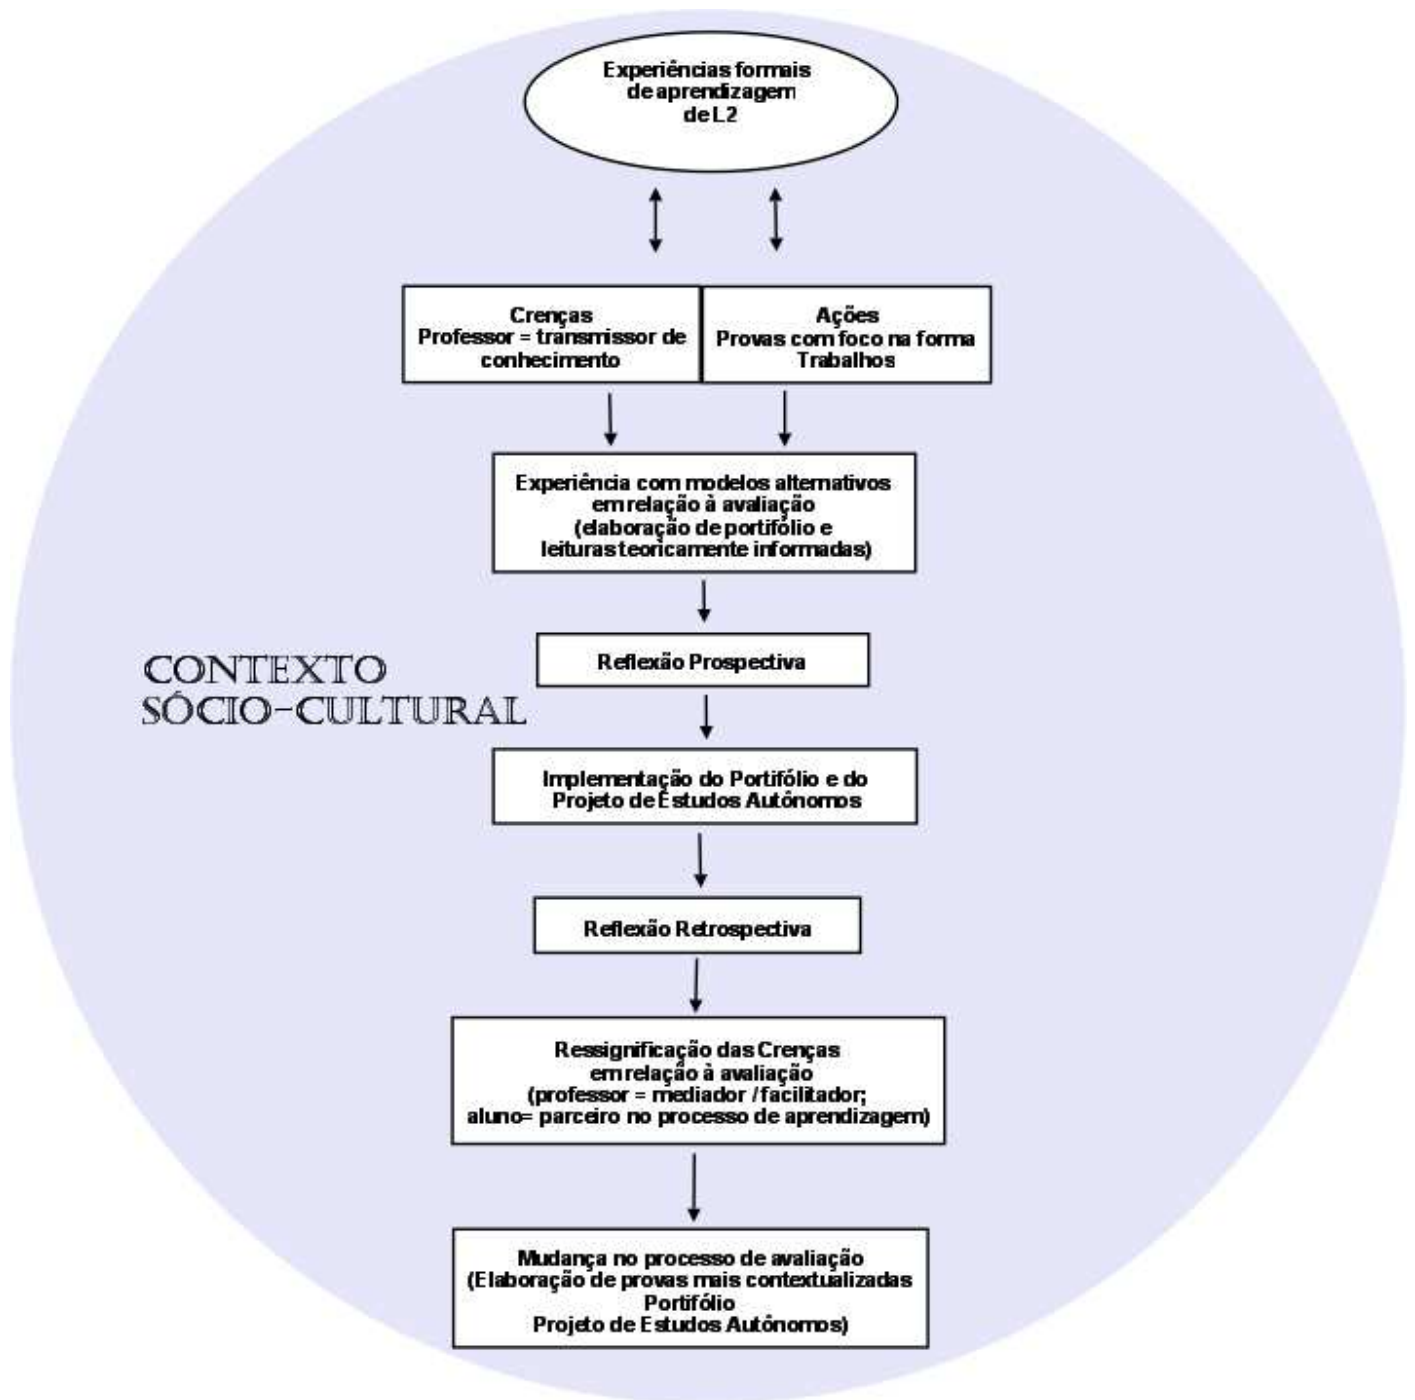 Experiências formais
de aprendizagem
de L2
Crenças
Professor = transmissor de
conhecimento
Ações
Provas com foco na forma
Trabalhos
Experiência com modelos alternativos
em relação à avaliação
(elaboração de portifólio e
leituras teoricamente informadas)
Reflexão Prospectiva
CONTEXTO
SÓCIO-CULTURAL
Implementação do Portifólio e do
Projeto de Estudos Autônomos
Reflexão Retrospectiva
Ressignificação das Crenças
em relação à avaliação
(professor = mediador / facilitador;
aluno= parceiro no processo de aprendizagem)
Mudança no processo de avaliação
(Elaboração de provas mais contextualizadas
Portifólio
Projeto de Estudos Autônomos)